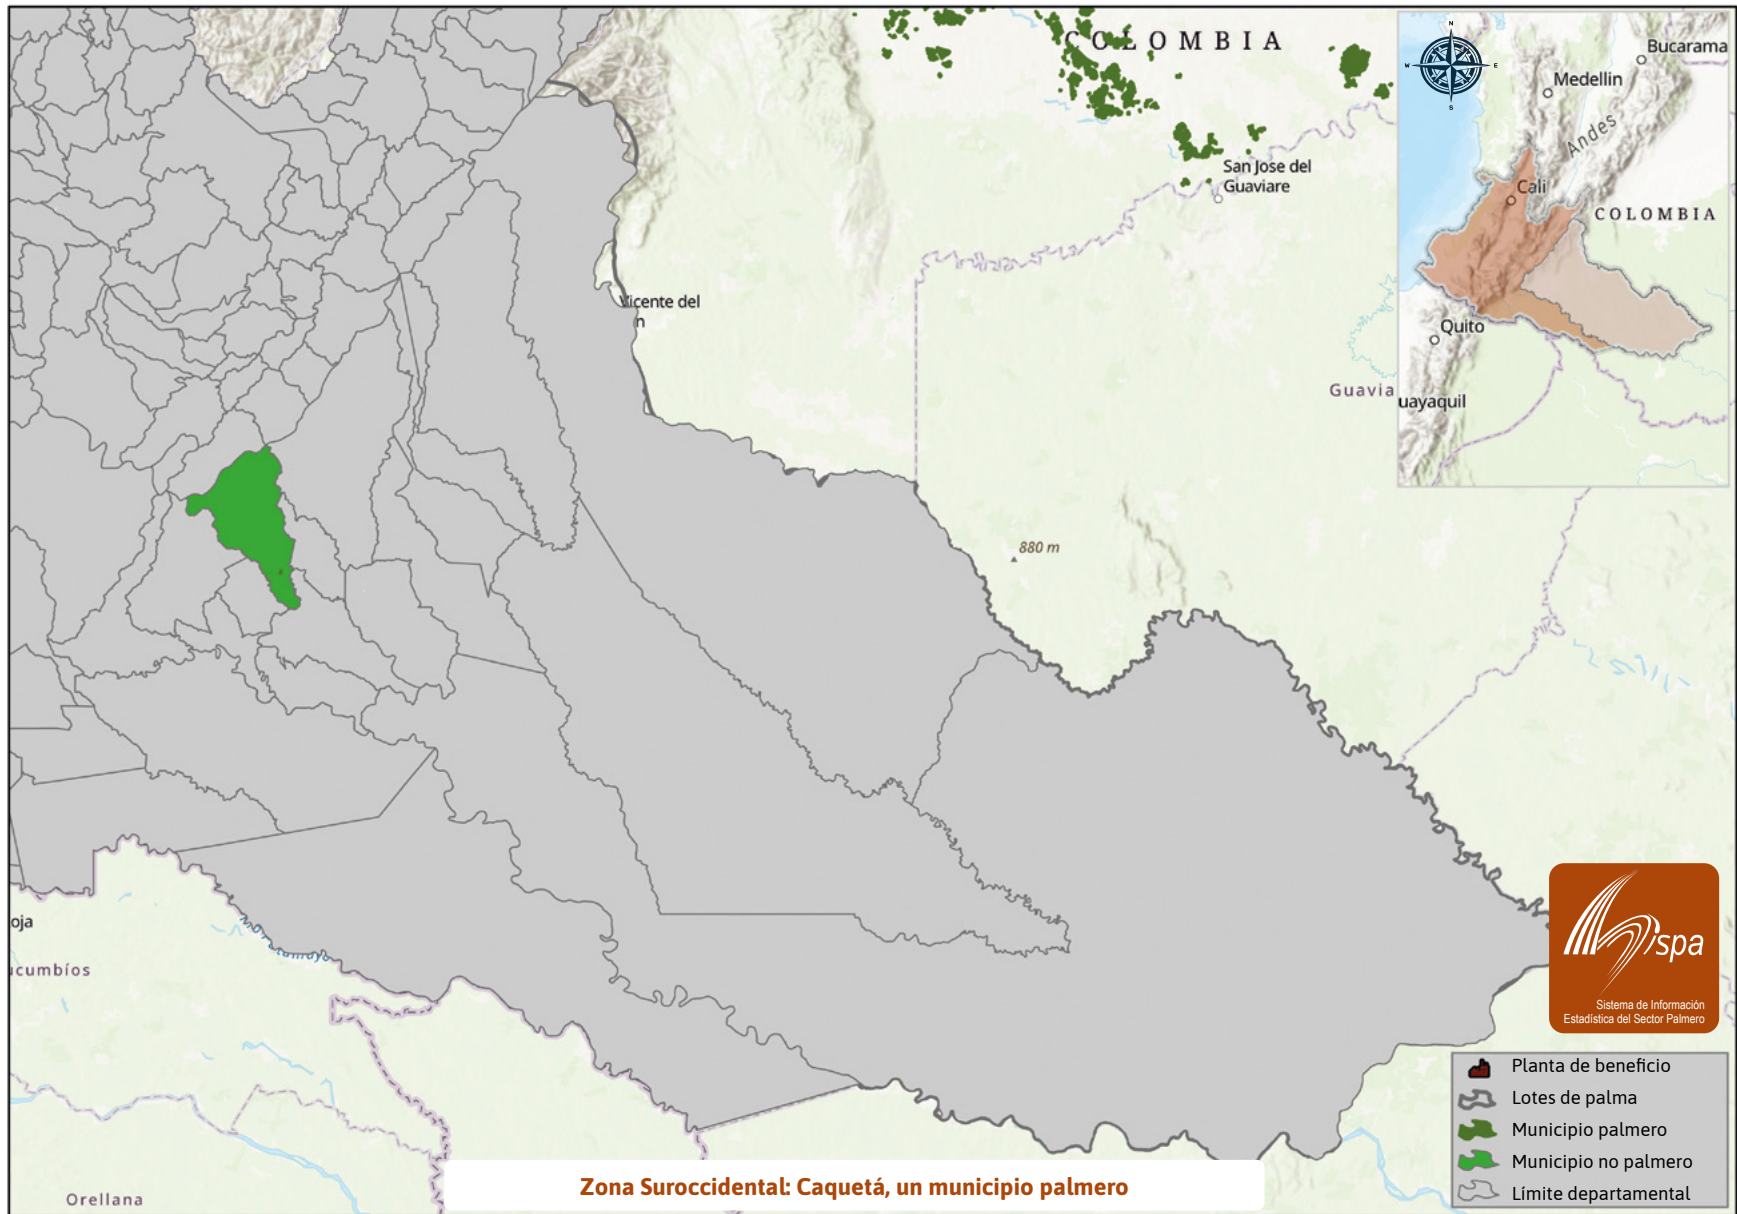 COLOMBIA
San Jose del
Guaviare
Vicente del
n
Guavia
880 m
oja
ucumbíos
Orellana
N
W
E
S
Bucarama
Medellin
Andes
Cali
COLOMBIA
Quito
uayaquil
ispa
Sistema de Información
Estadística del Sector Palmero
Planta de beneficio
Lotes de palma
Municipio palmero
Municipio no palmero
Límite departamental
Zona Suroccidental: Caquetá, un municipio palmero